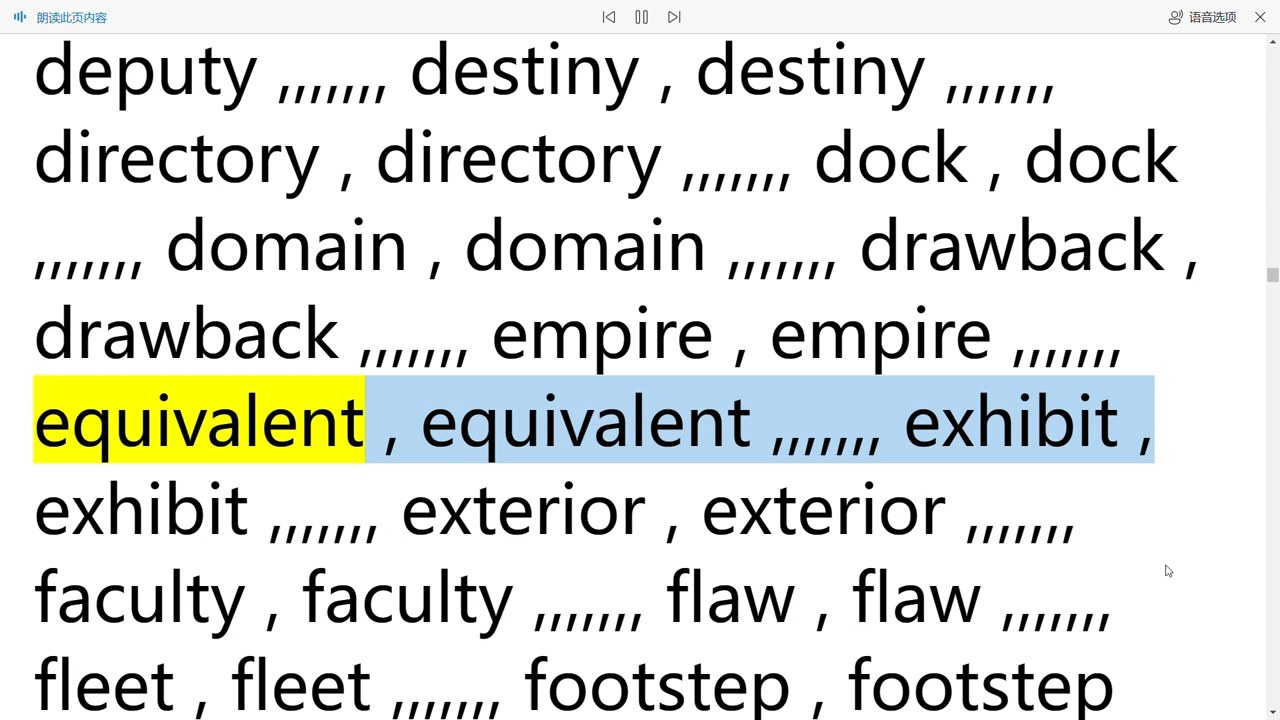 朗读此页内容 语音选项
deputy ,,,,,,, destiny , destiny ,,,,,,,
directory , directory ,,,,,,, dock , dock
,,,,,,, domain , domain ,,,,,,, drawback ,
drawback ,,,,,,, empire , empire ,,,,,,,
equivalent , equivalent ,,,,,,, exhibit ,
exhibit ,,,,,,, exterior , exterior ,,,,,,,
faculty , faculty ,,,,,,, flaw , flaw ,,,,,,,
fleet , fleet ,,,,,,, footstep , footstep